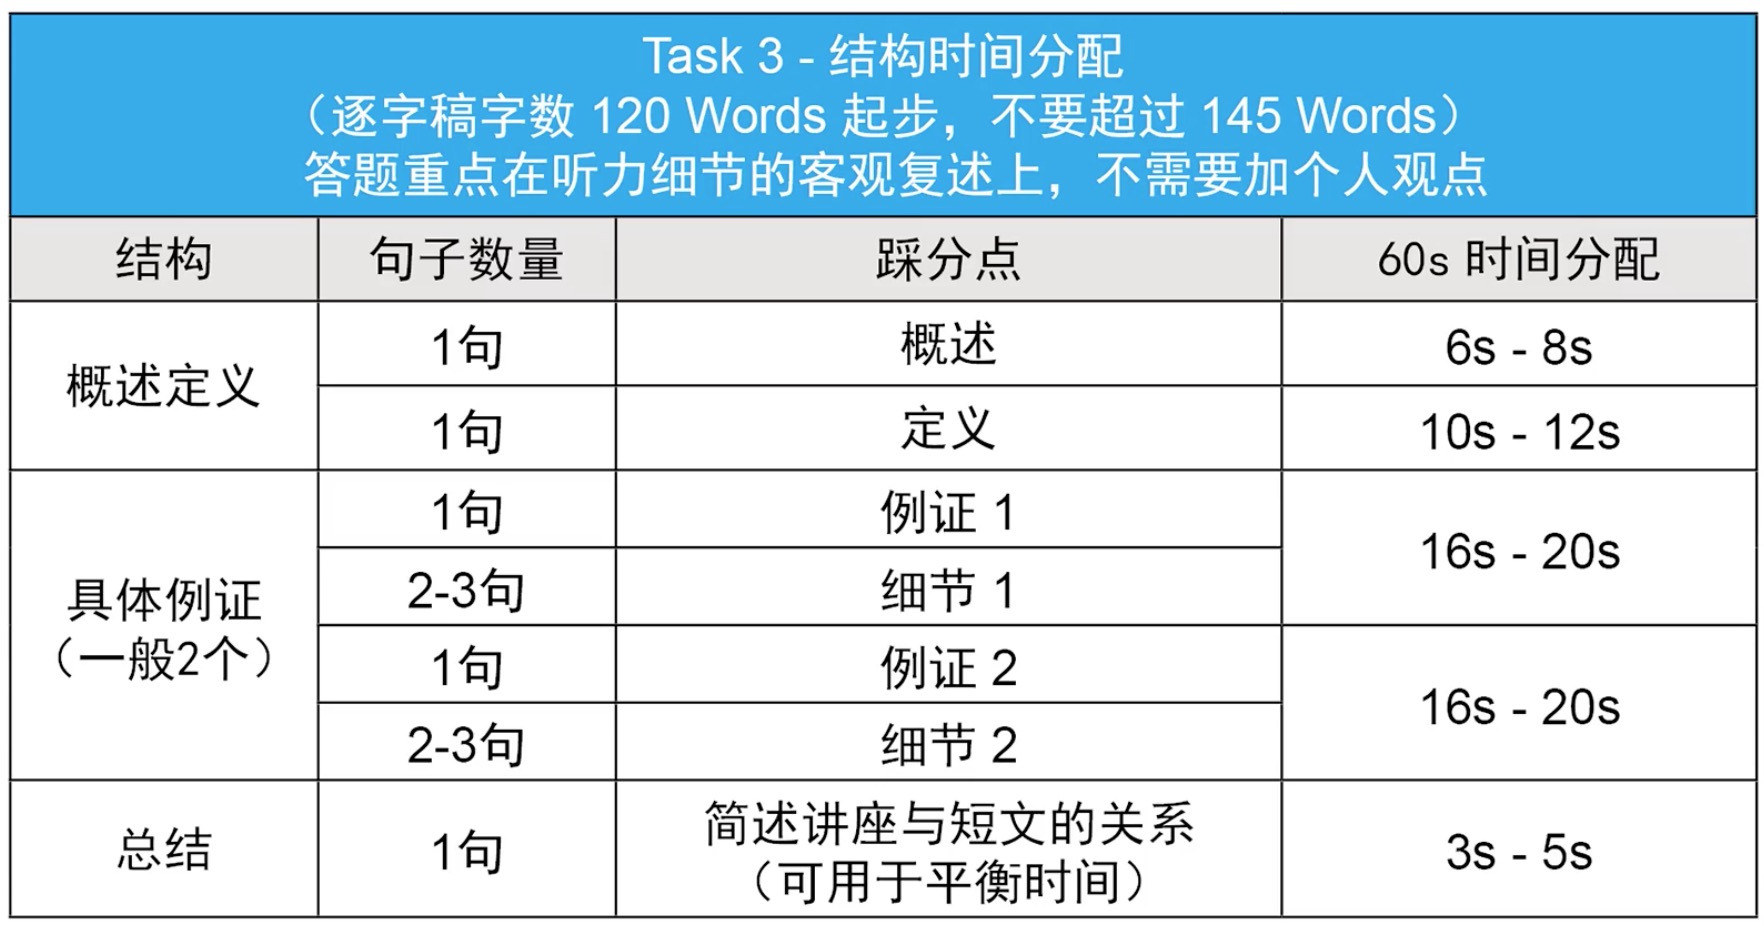 Task 3 - 结构时间分配
（逐字稿字数 120 Words 起步，不要超过 145 Words）
答题重点在听力细节的客观复述上，不需要加个人观点
结构 句子数量 踩分点 60s 时间分配
概述定义
1句 概述 6s - 8s
1句 定义 10s - 12s
具体例证
（一般2个）
1句 例证 1
2-3句 细节 1
16s - 20s
1句 例证 2
2-3句 细节 2
16s - 20s
总结 1句
简述讲座与短文的关系
（可用于平衡时间）
3s - 5s